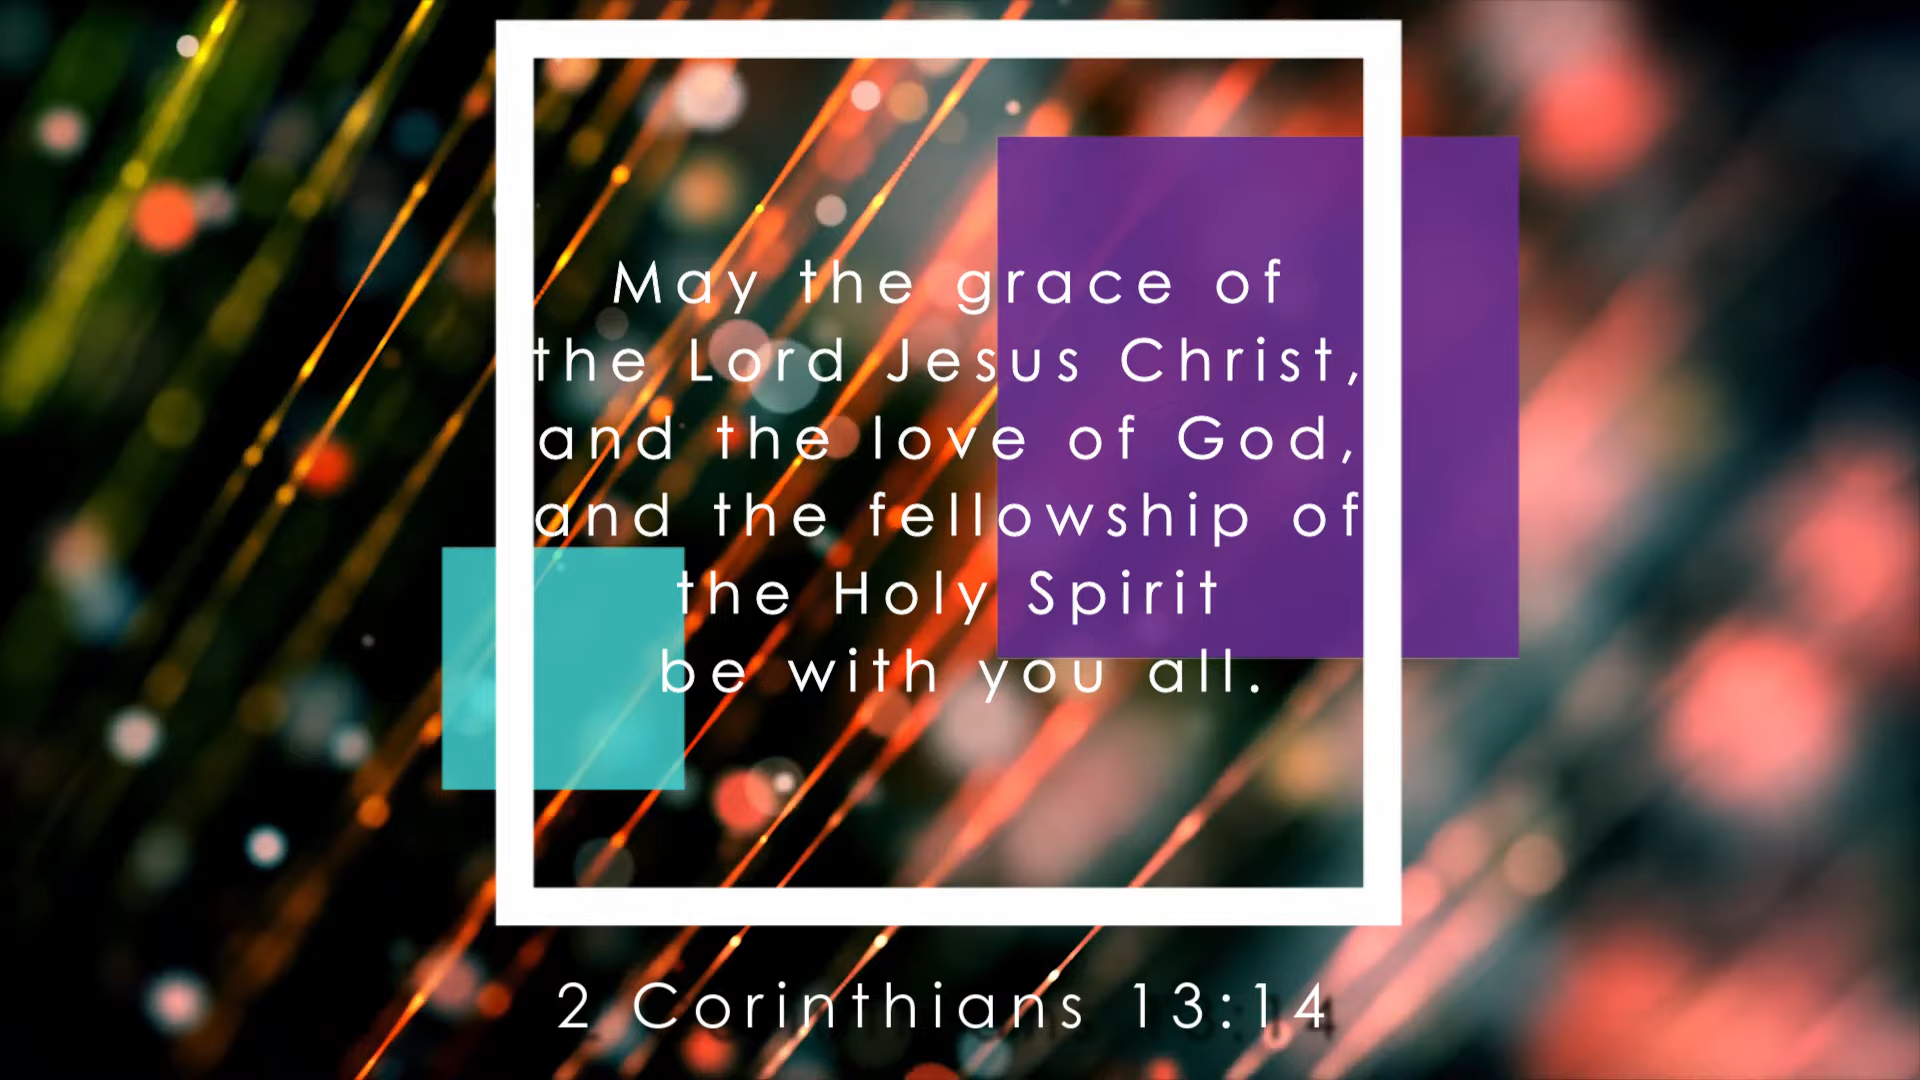 May the grace of
the Lord Jesus Christ,
and the love of God,
and the fellowship of
the Holy Spirit
be with you all.
2 Corinthians 13:14